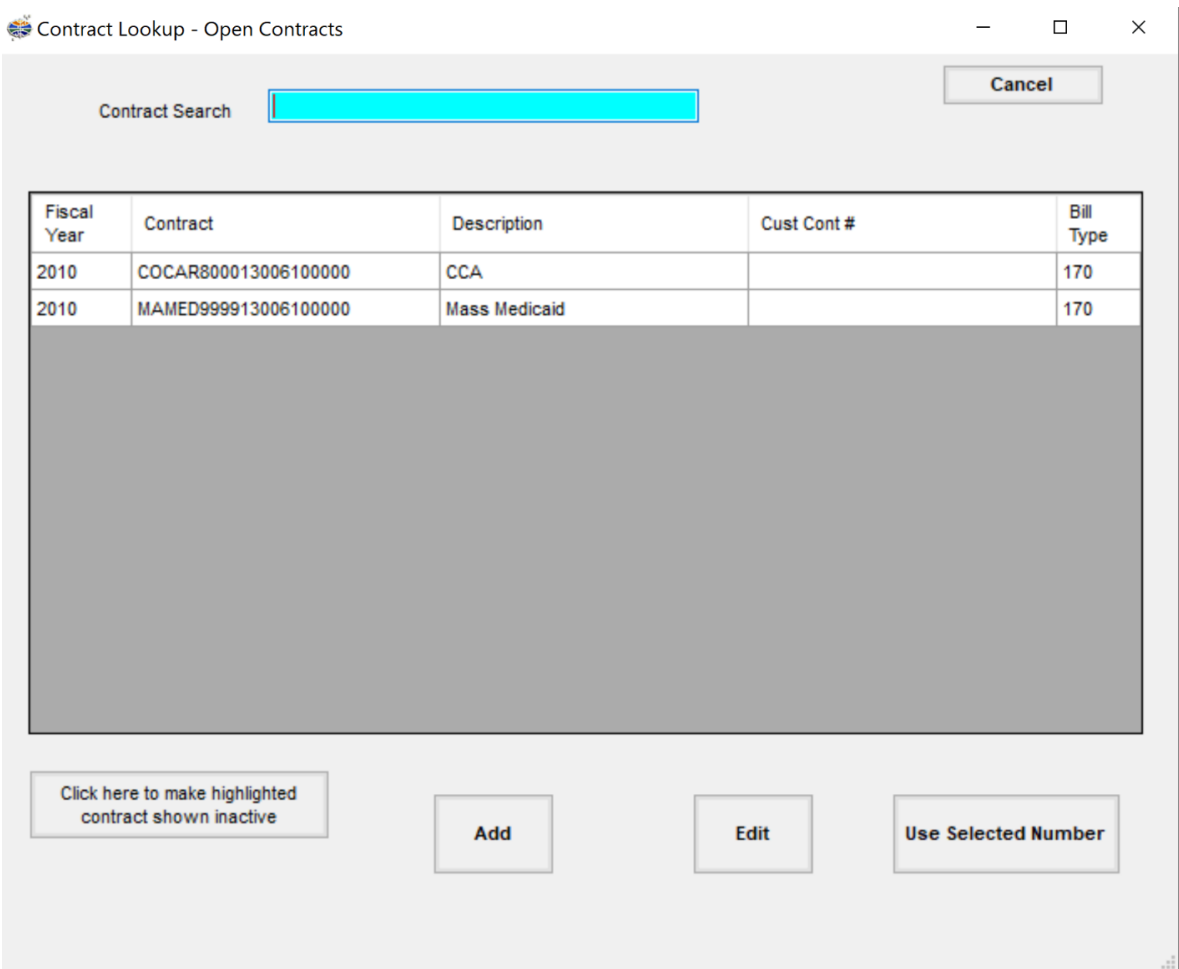 Contract Lookup - Open Contracts
Cancel
Contract Search
Fiscal Year Contract Description Cust Cont # Bill Type
2010 COCAR800013006100000 CCA 170
2010 MAMED999913006100000 Mass Medicaid 170
Click here to make highlighted
contract shown inactive
Add Edit Use Selected Number